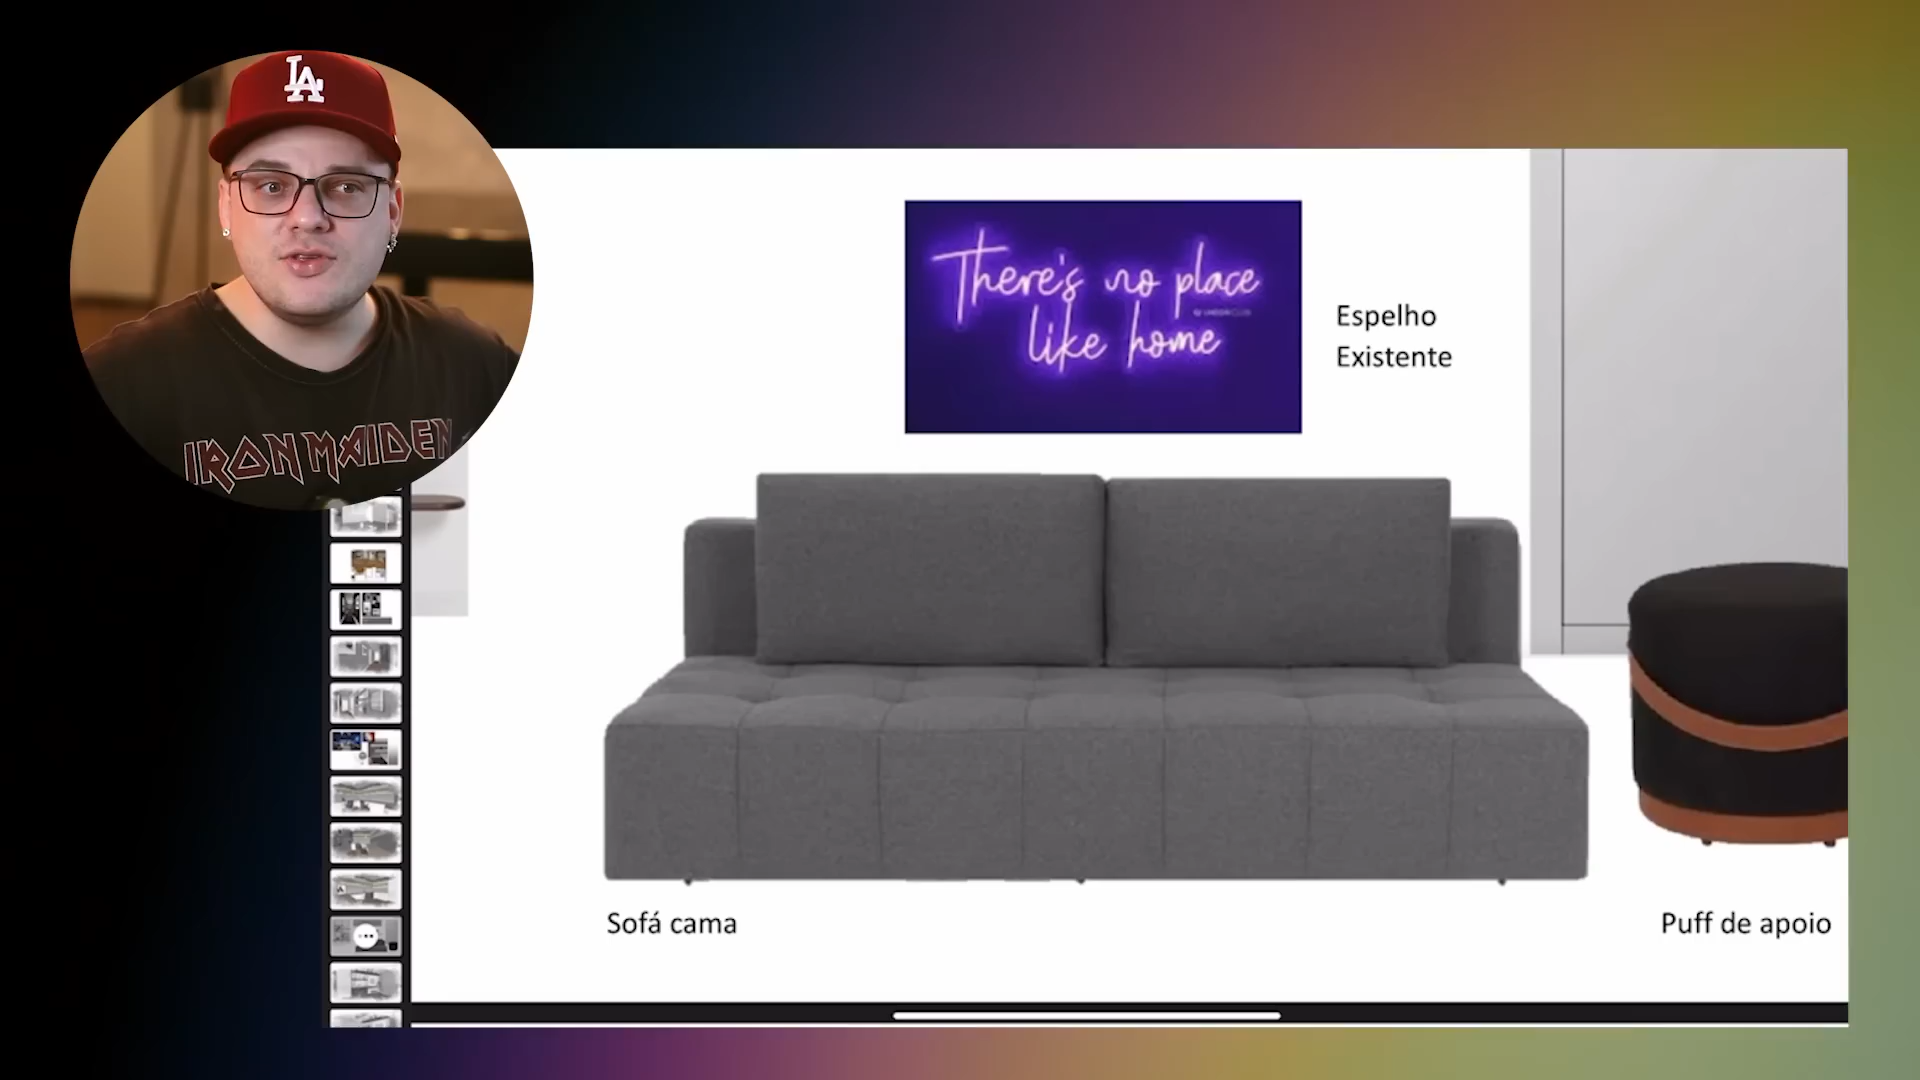 LA
IRON MAIDEN
There's no place
like home
Espelho
Existente
Sofá cama
Puff de apoio